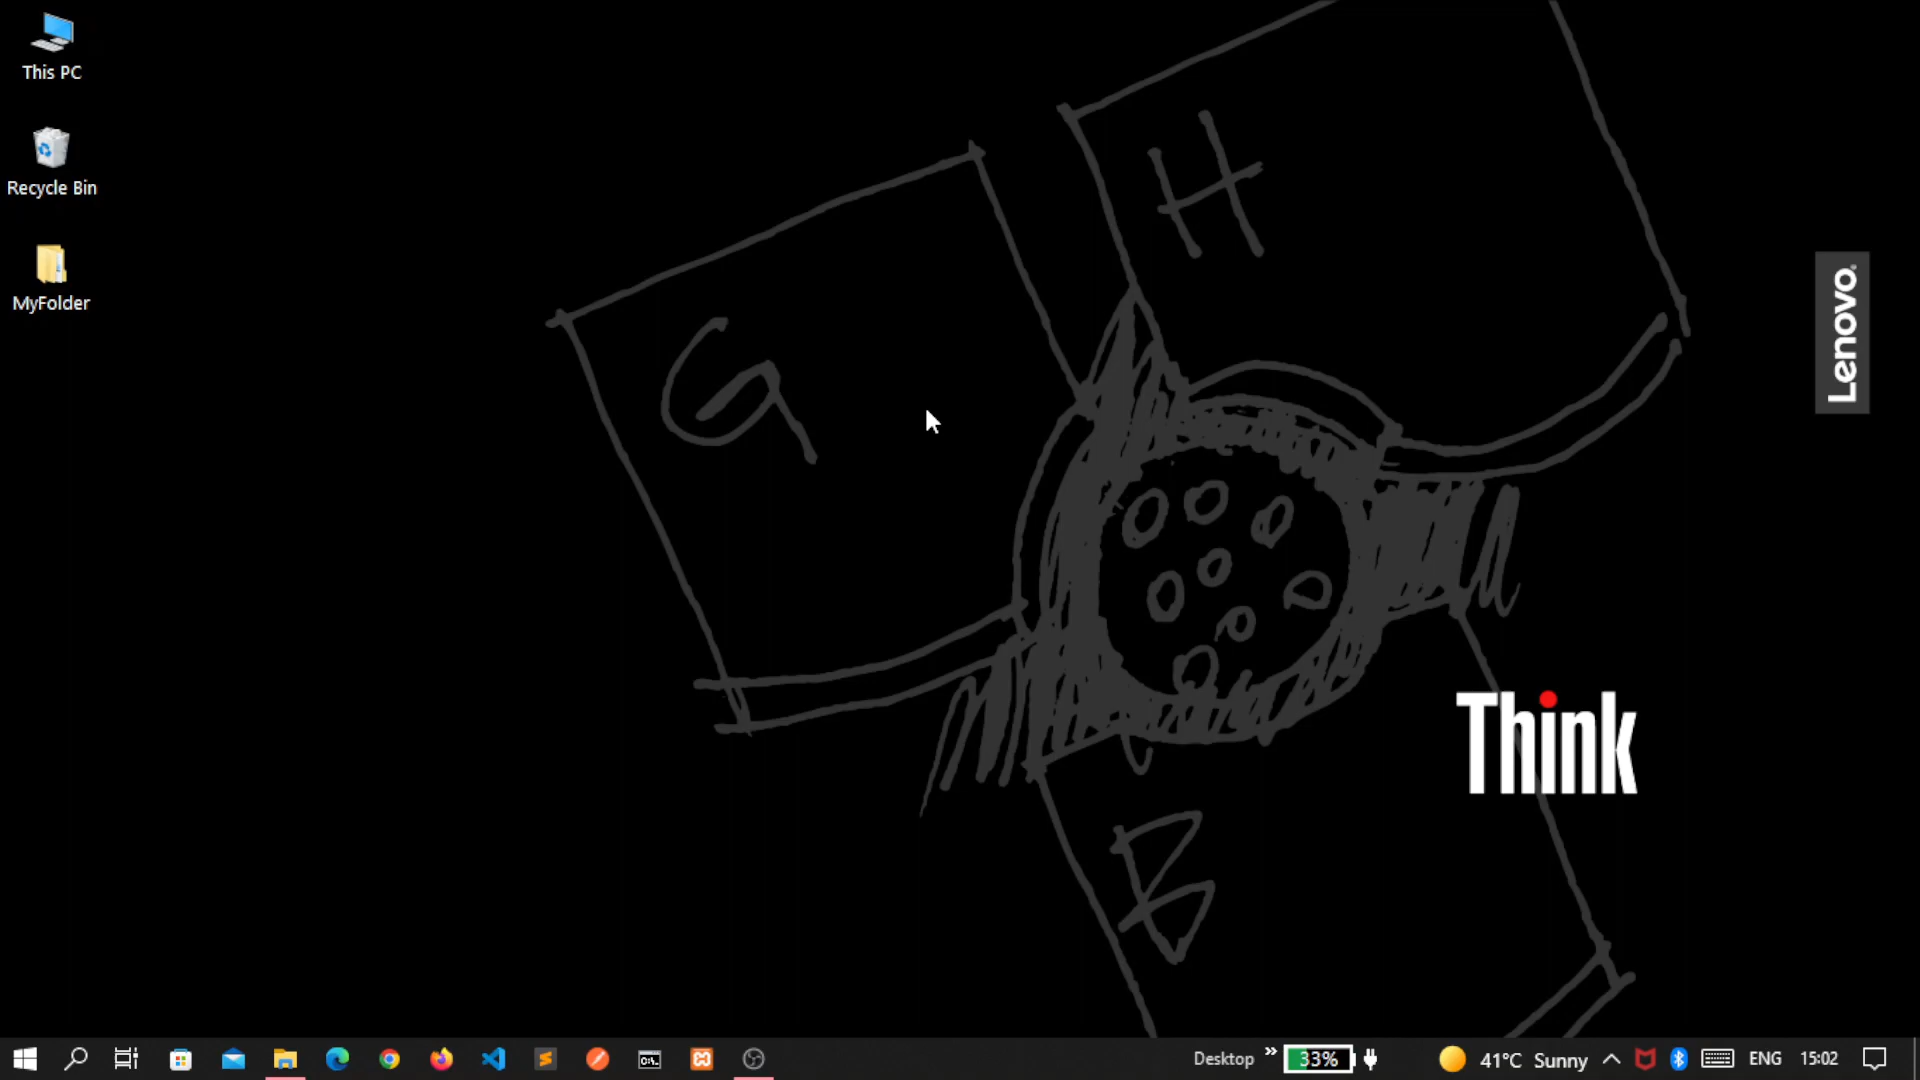 This PC
Recycle Bin
MyFolder
G
H
B
Lenovo
Think
Desktop » 33% 41°C Sunny ENG 15:02